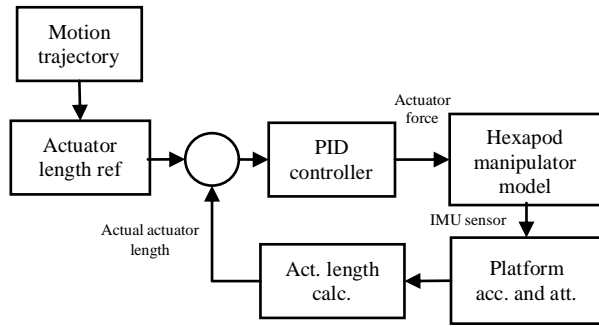 Motion
trajectory
Actuator
length ref
PID
controller
Actuator
force
Hexapod
manipulator
model
IMU sensor
Platform
acc. and att.
Act. length
calc.
Actual actuator
length